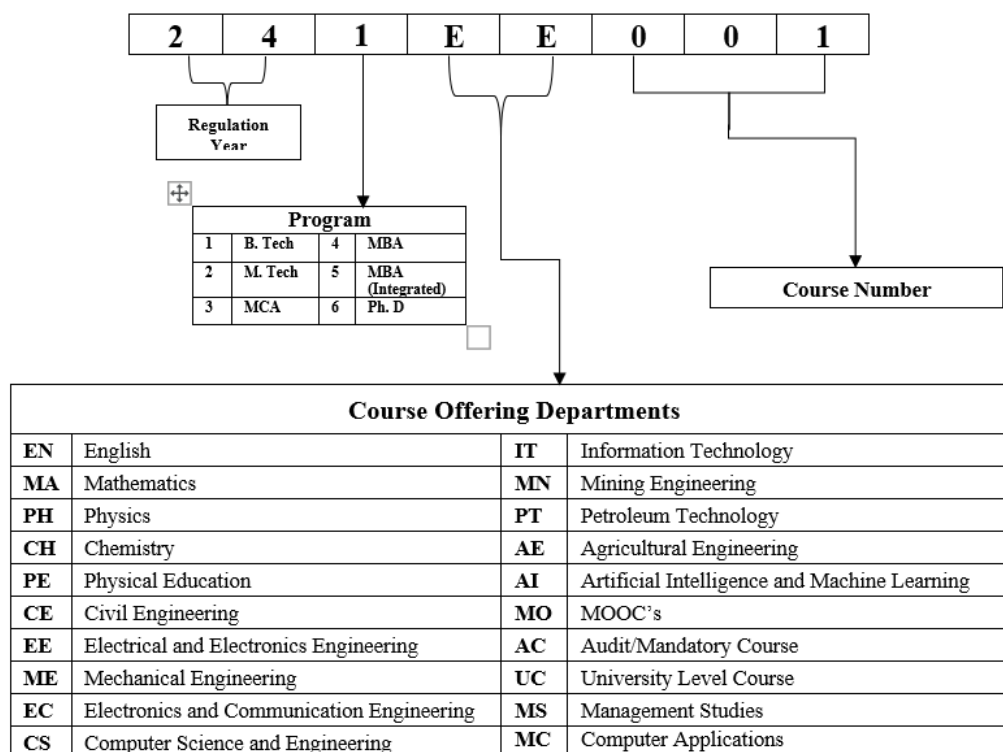 2 4 1 E E 0 0 1
Regulation
Year
Program
1 B. Tech 4 MBA
2 M. Tech 5 MBA
(Integrated)
3 MCA 6 Ph. D
Course Number
Course Offering Departments
EN English IT Information Technology
MA Mathematics MN Mining Engineering
PH Physics PT Petroleum Technology
CH Chemistry AE Agricultural Engineering
PE Physical Education AI Artificial Intelligence and Machine Learning
CE Civil Engineering MO MOOC’s
EE Electrical and Electronics Engineering AC Audit/Mandatory Course
ME Mechanical Engineering UC University Level Course
EC Electronics and Communication Engineering MS Management Studies
CS Computer Science and Engineering MC Computer Applications